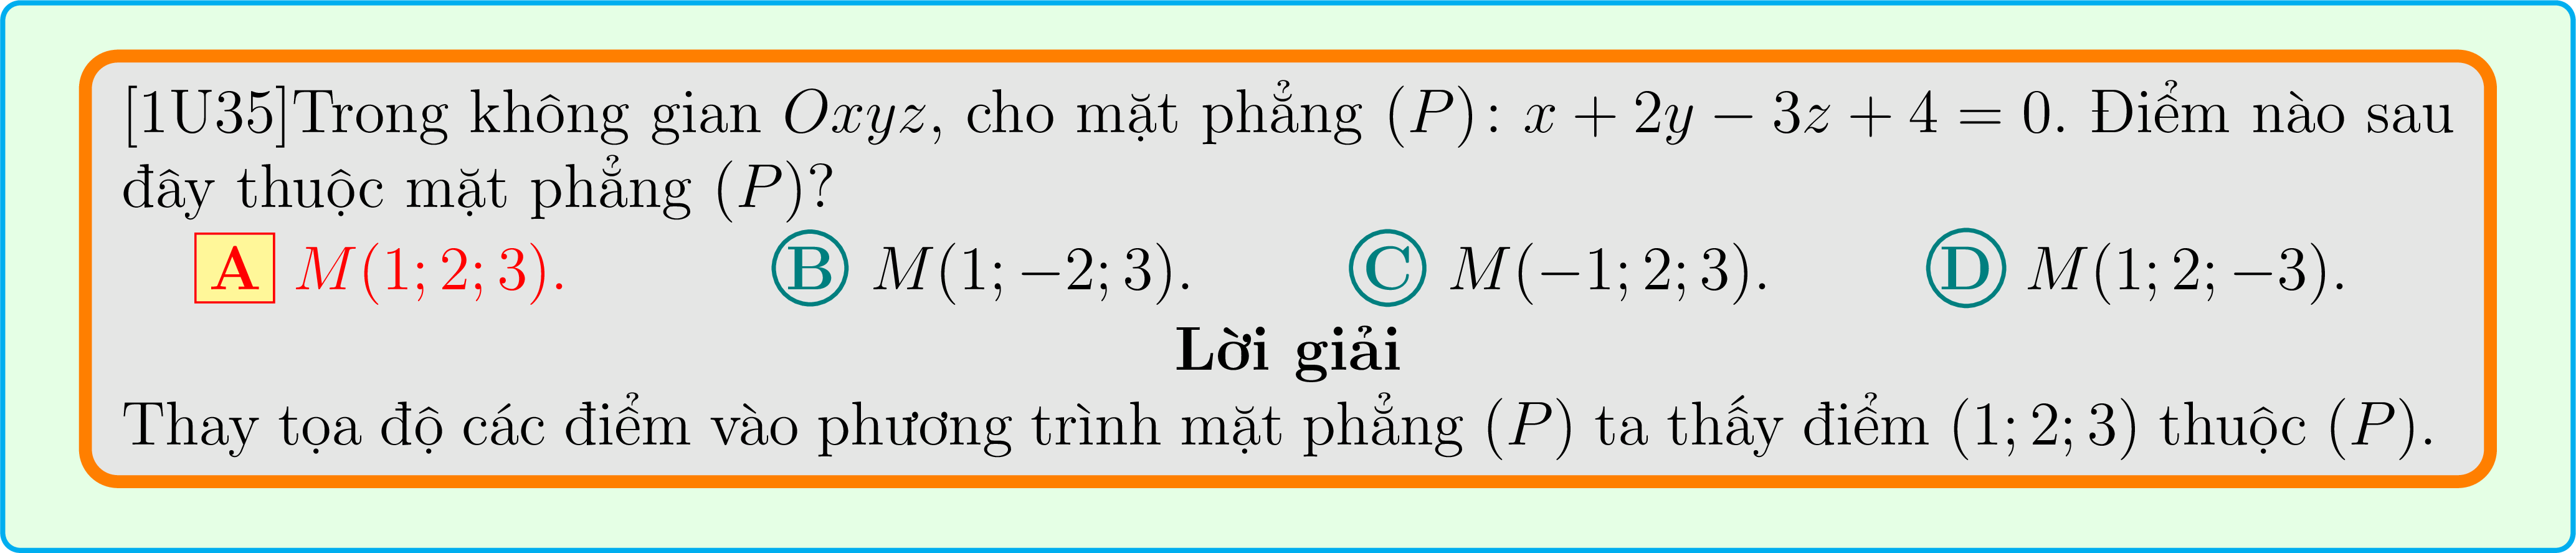 [1U35]Trong không gian Oxyz, cho mặt phẳng (P): x + 2y − 3z + 4 = 0. Điểm nào sau
đây thuộc mặt phẳng (P)?
A M(1; 2; 3). B M(1; −2; 3). C M(−1; 2; 3). D M(1; 2; −3).
Lời giải
Thay tọa độ các điểm vào phương trình mặt phẳng (P) ta thấy điểm (1; 2; 3) thuộc (P).